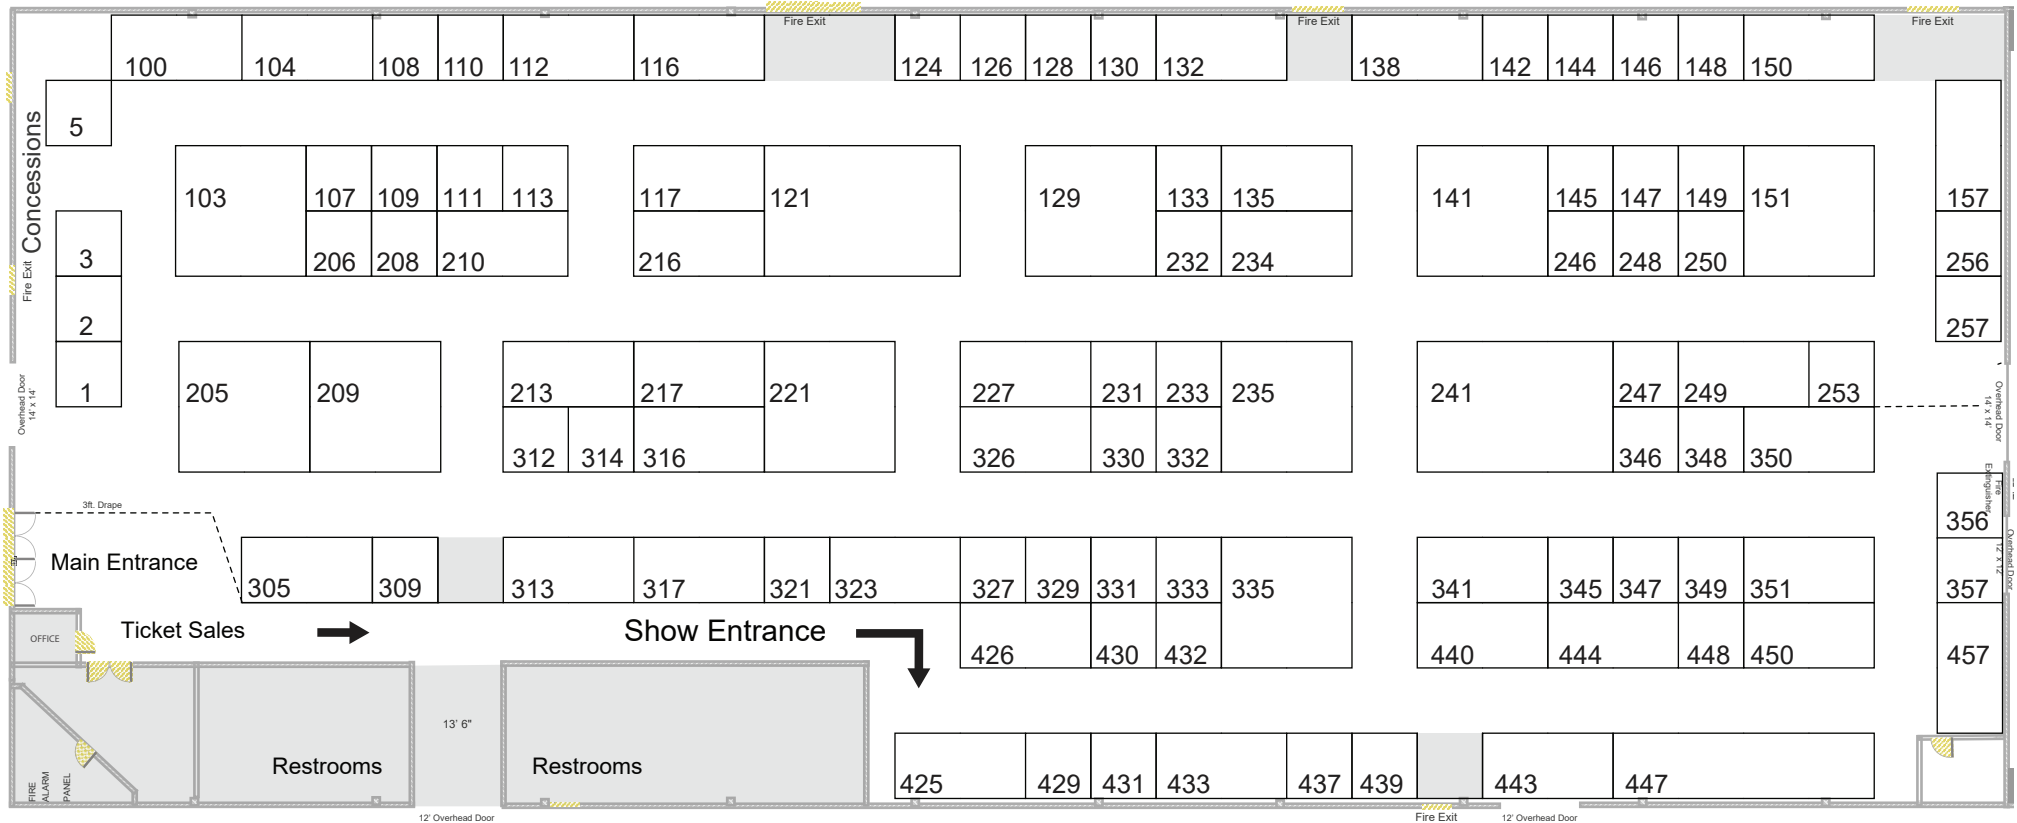 Fire Exit
Fire Exit
Fire Exit
100 104 108 110 112 116 124 126 128 130 132 138 142 144 146 148 150
5
Concessions
103 107 109 111 113 117 121 129 133 135 141 145 147 149 151 157
3
206 208 210 216 232 234 246 248 250 256
Fire Exit
2
257
1
205 209 213 217 221 227 231 233 235 241 247 249 253
Overhead Door
14' x 14'
Overhead Door
14' x 14'
312 314 316 326 330 332 346 348 350
3ft. Drape
Fire
Extinguisher
356
Main Entrance
305 309 313 317 321 323 327 329 331 333 335 341 345 347 349 351 357
Overhead Door
12' x 12'
OFFICE
Ticket Sales
Show Entrance
426 430 432 440 444 448 450 457
13' 6"
Restrooms
Restrooms
FIRE
ALARM
PANEL
425 429 431 433 437 439 443 447
12' Overhead Door
Fire Exit
12' Overhead Door